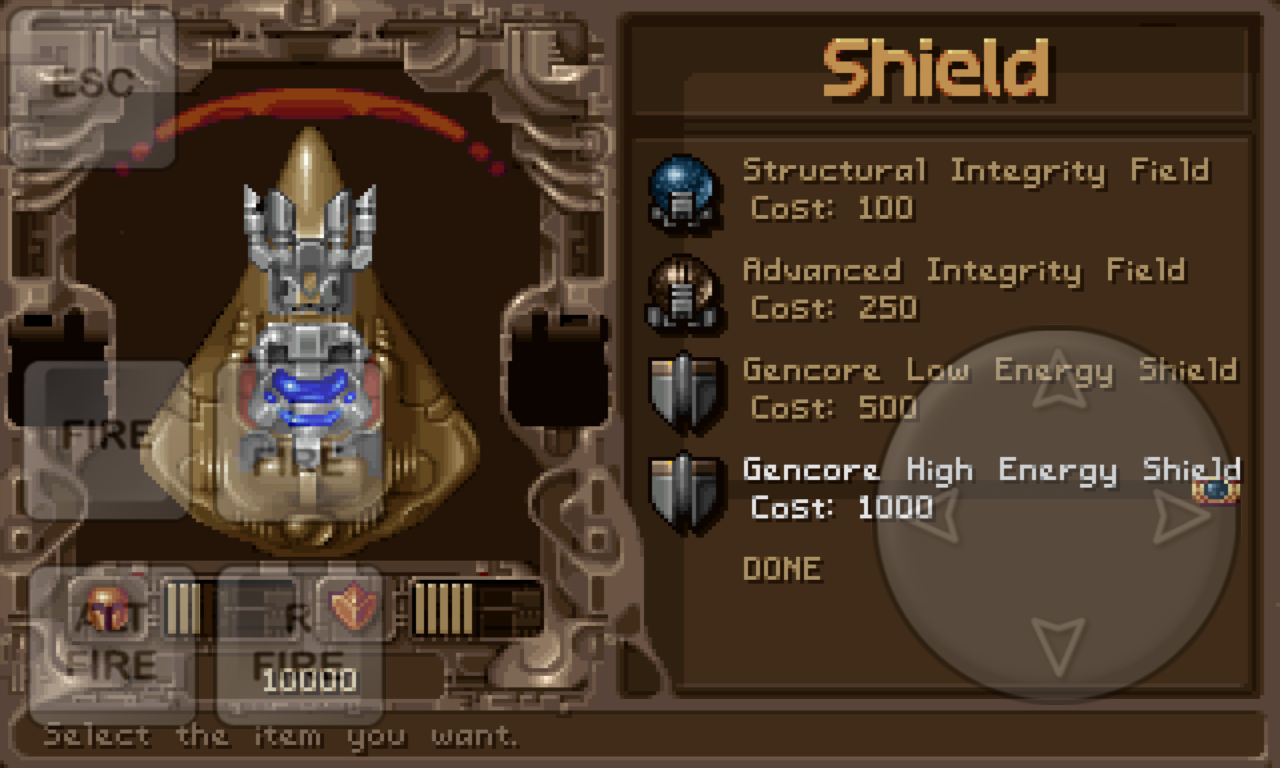 ESC
Shield
Structural Integrity Field
Cost: 100
Advanced Integrity Field
Cost: 250
Gencore Low Energy Shield
Cost: 500
Gencore High Energy Shield
Cost: 1000
DONE
FIRE
FIRE
ALT
FIRE
R
FIRE
10000
Select the item you want.